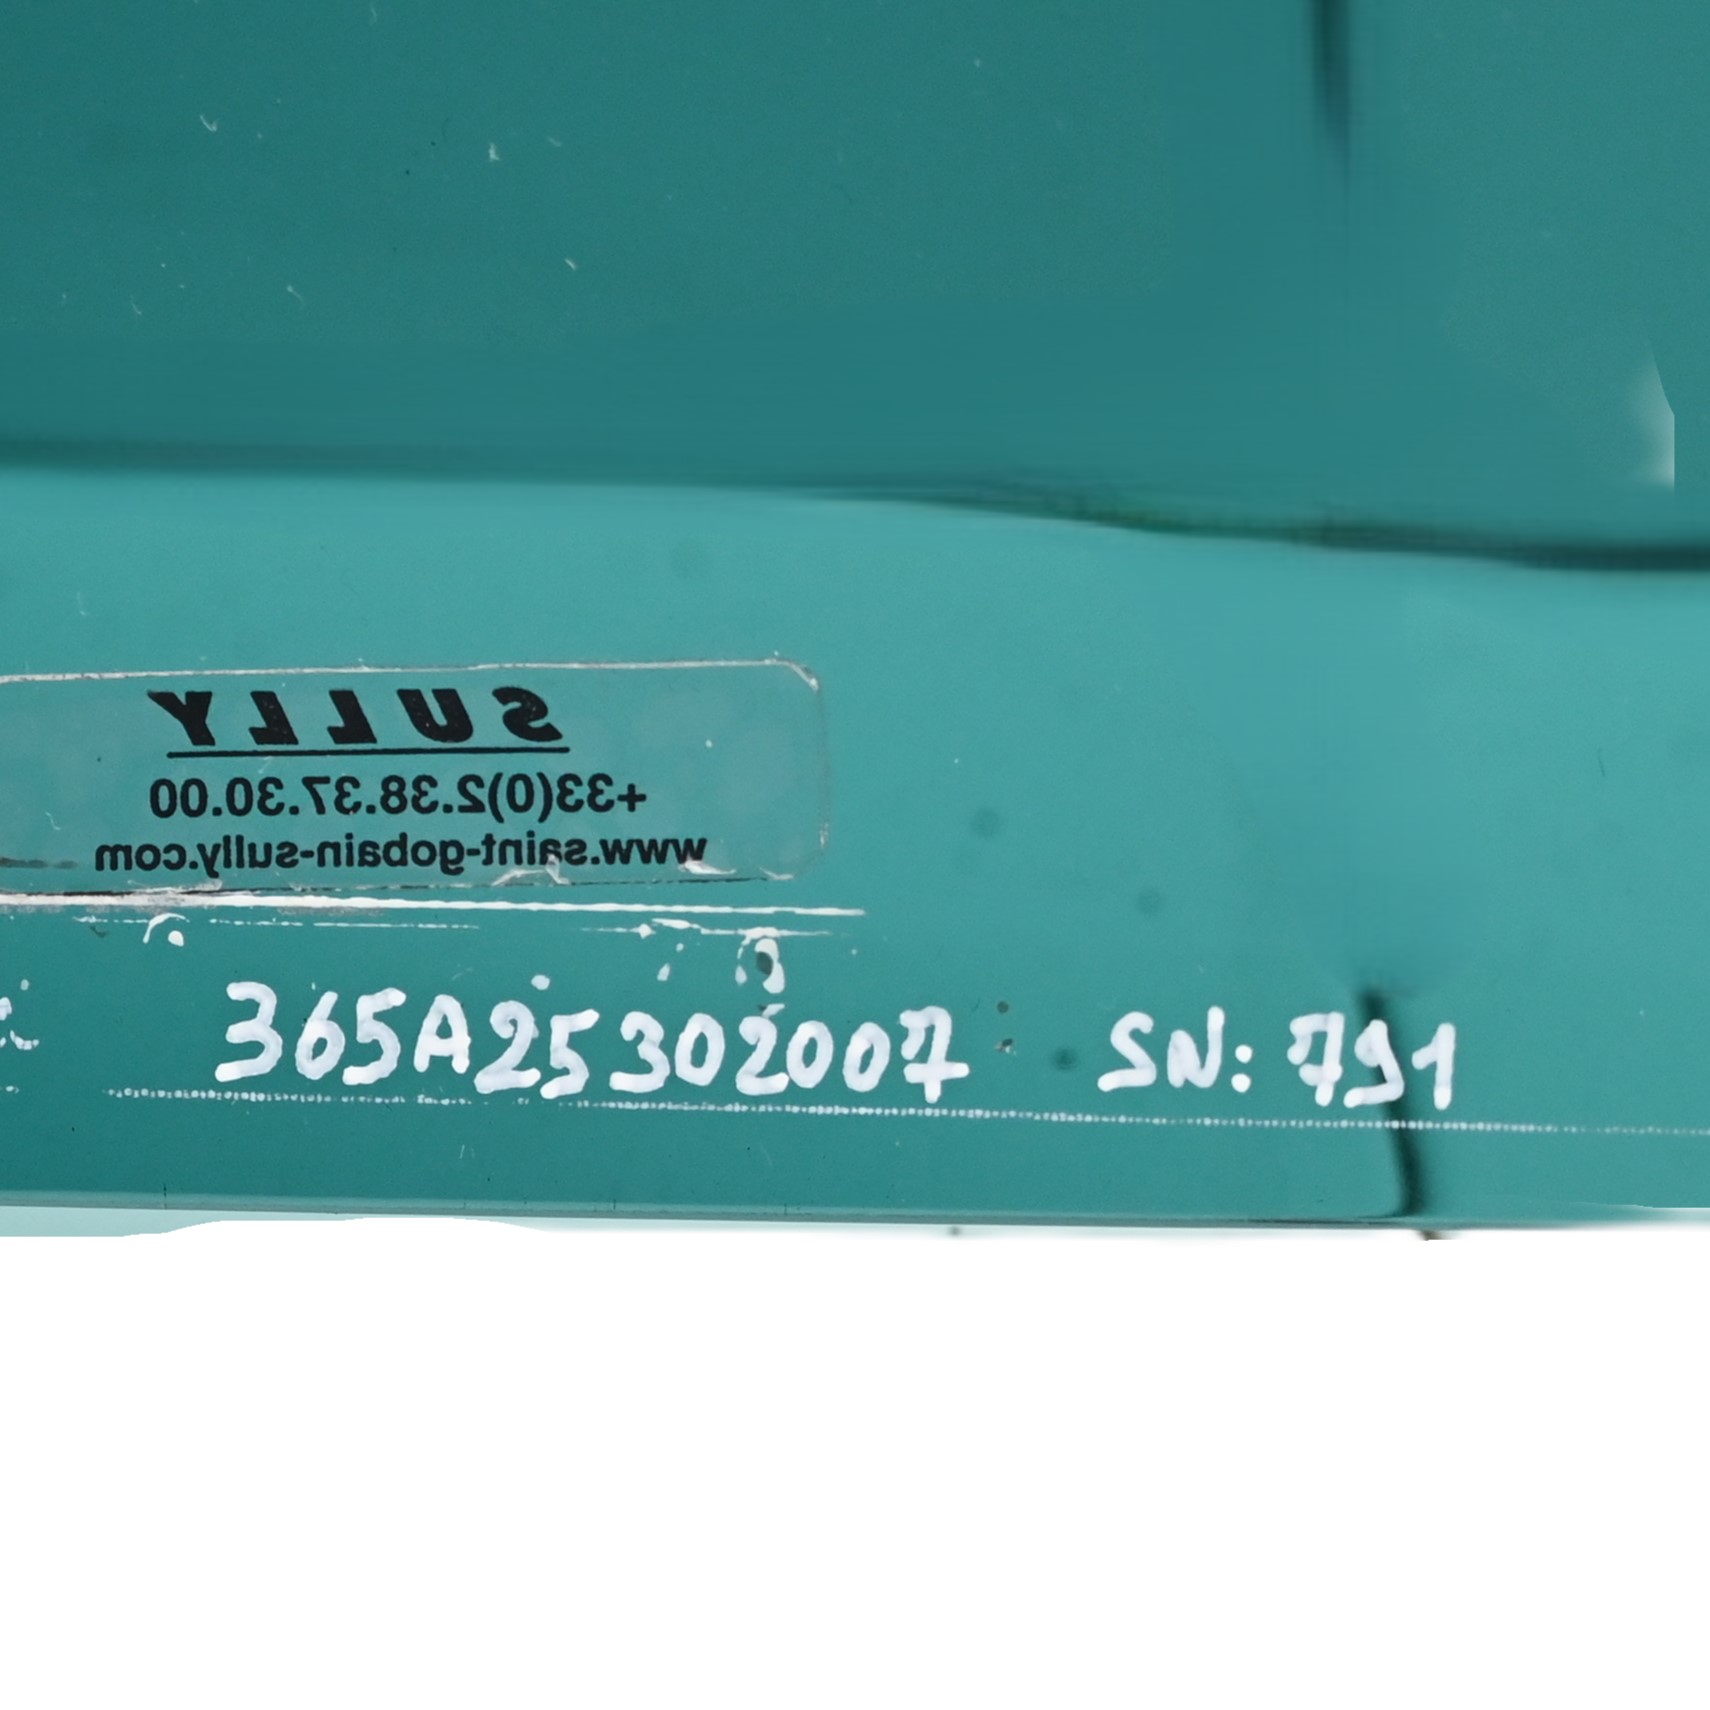 SULLY
+33(0)2.38.37.30.00
www.saint-gobain-sully.com
365A25302007 SN: 791